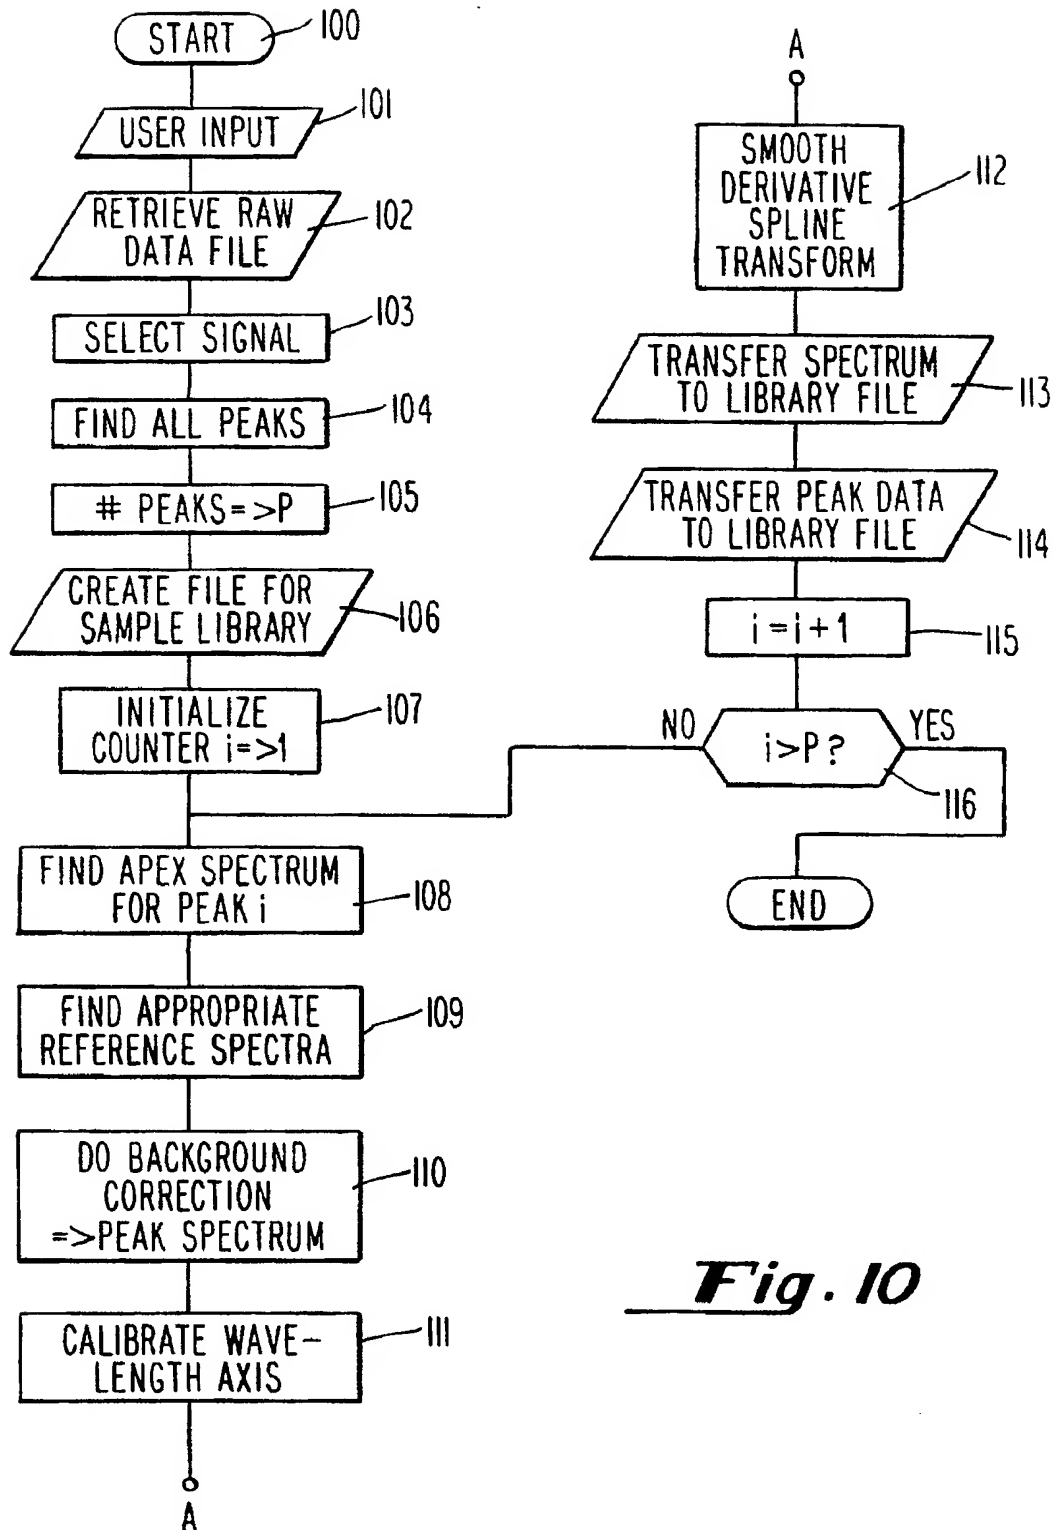 START
100
USER INPUT
101
RETRIEVE RAW
DATA FILE
102
SELECT SIGNAL
103
FIND ALL PEAKS
104
# PEAKS=>P
105
CREATE FILE FOR
SAMPLE LIBRARY
106
INITIALIZE
COUNTER i=>1
107
FIND APEX SPECTRUM
FOR PEAK i
108
FIND APPROPRIATE
REFERENCE SPECTRA
109
DO BACKGROUND
CORRECTION
=>PEAK SPECTRUM
110
CALIBRATE WAVE-
LENGTH AXIS
111
A
A
SMOOTH
DERIVATIVE
SPLINE
TRANSFORM
112
TRANSFER SPECTRUM
TO LIBRARY FILE
113
TRANSFER PEAK DATA
TO LIBRARY FILE
114
i=i+1
115
NO
i>P?
YES
116
END
Fig. 10